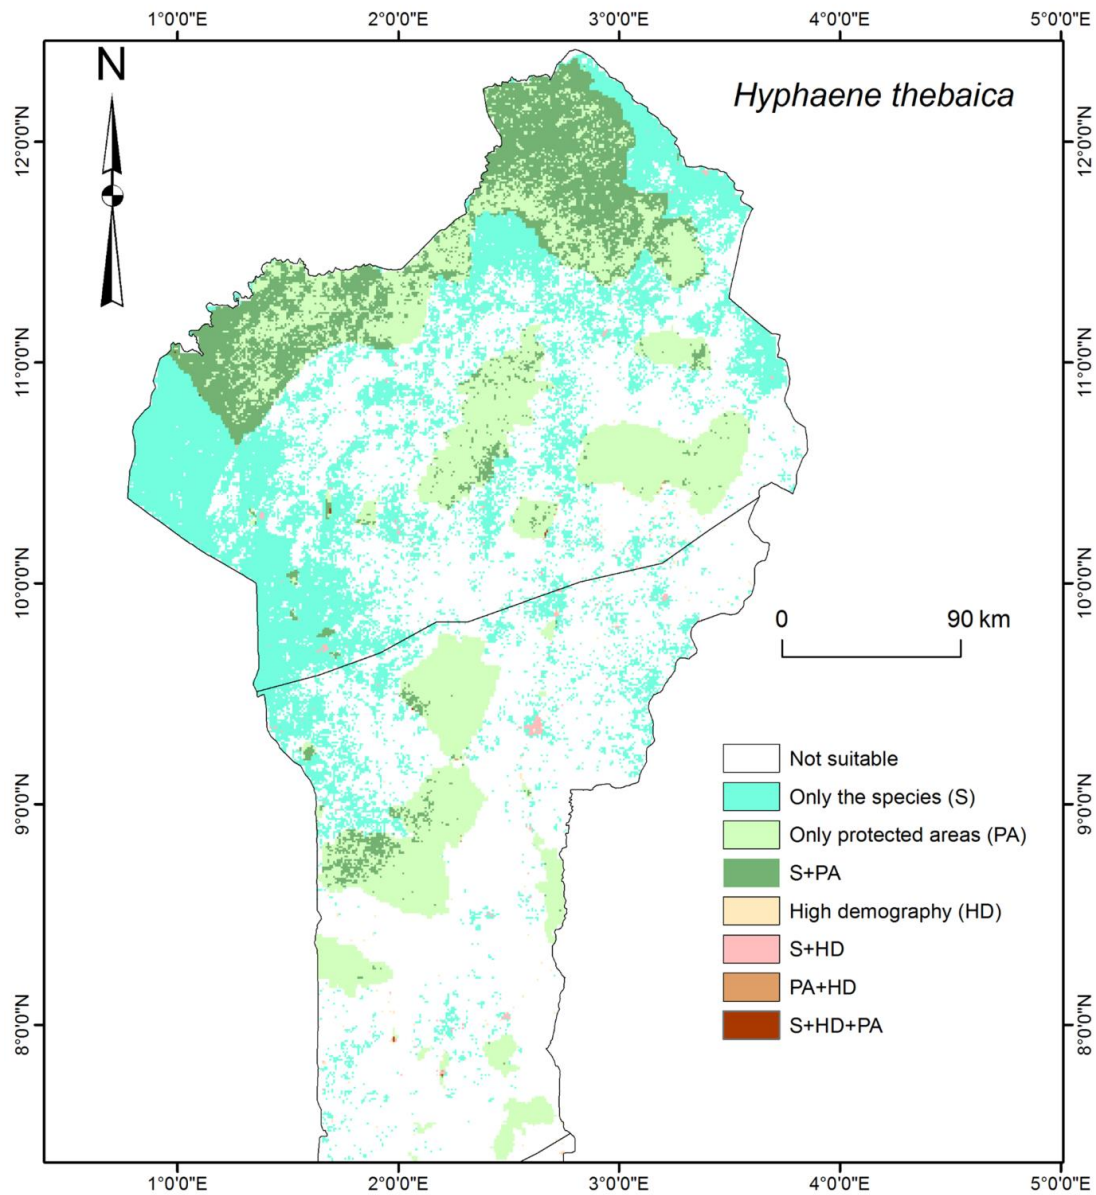 1°0'0"E 2°0'0"E 3°0'0"E 4°0'0"E 5°0'0"E
N
Hyphaene thebaica
12°0'0"N 12°0'0"N
11°0'0"N 11°0'0"N
10°0'0"N 10°0'0"N
0 90 km
Not suitable
Only the species (S)
9°0'0"N 9°0'0"N
Only protected areas (PA)
S+PA
High demography (HD)
S+HD
PA+HD
S+HD+PA
8°0'0"N 8°0'0"N
1°0'0"E 2°0'0"E 3°0'0"E 4°0'0"E 5°0'0"E